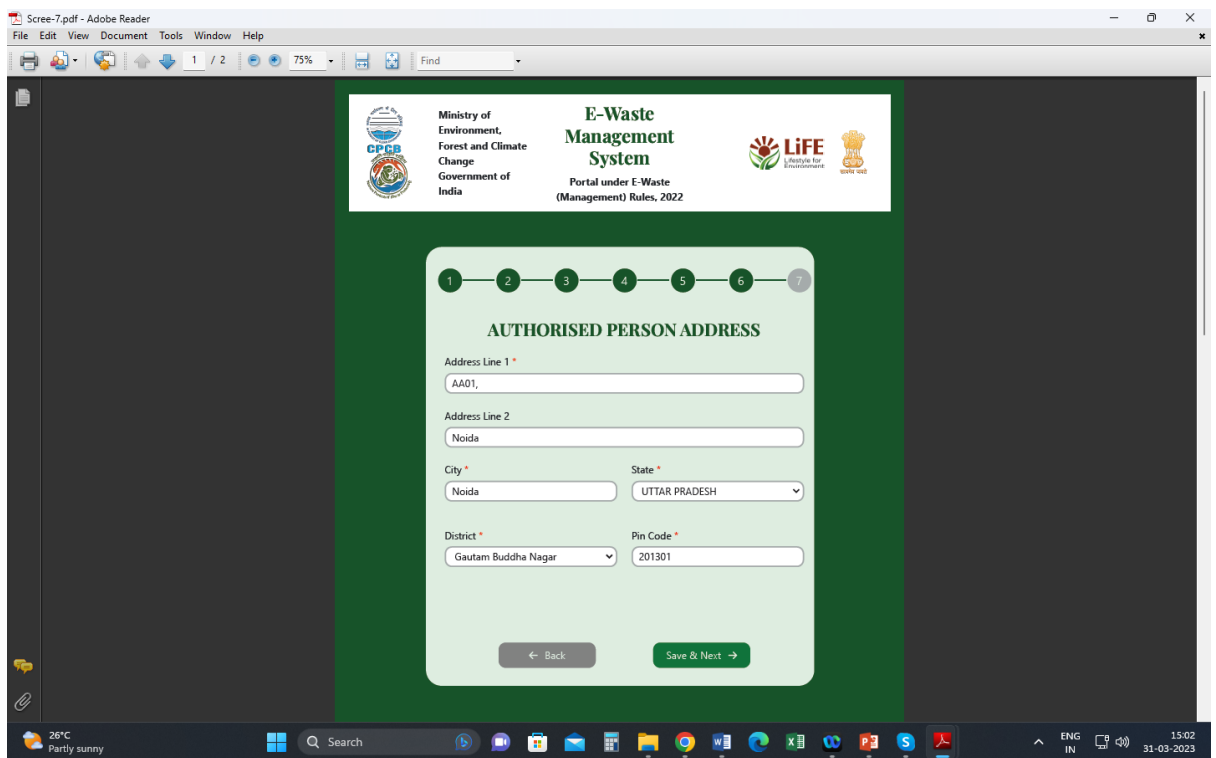 Scree-7.pdf - Adobe Reader
File Edit View Document Tools Window Help
1 / 2 75% Find
Ministry of
Environment,
Forest and Climate
Change
Government of
India
E-Waste
Management
System
Portal under E-Waste
(Management) Rules, 2022
CPCB
LiFE
Lifestyle for
Environment
सत्यमेव जयते
1 2 3 4 5 6 7
AUTHORISED PERSON ADDRESS
Address Line 1 *
AA01,
Address Line 2
Noida
City * State *
Noida UTTAR PRADESH
District * Pin Code *
Gautam Buddha Nagar 201301
← Back Save & Next →
26°C
Partly sunny
Search
ENG
IN
15:02
31-03-2023